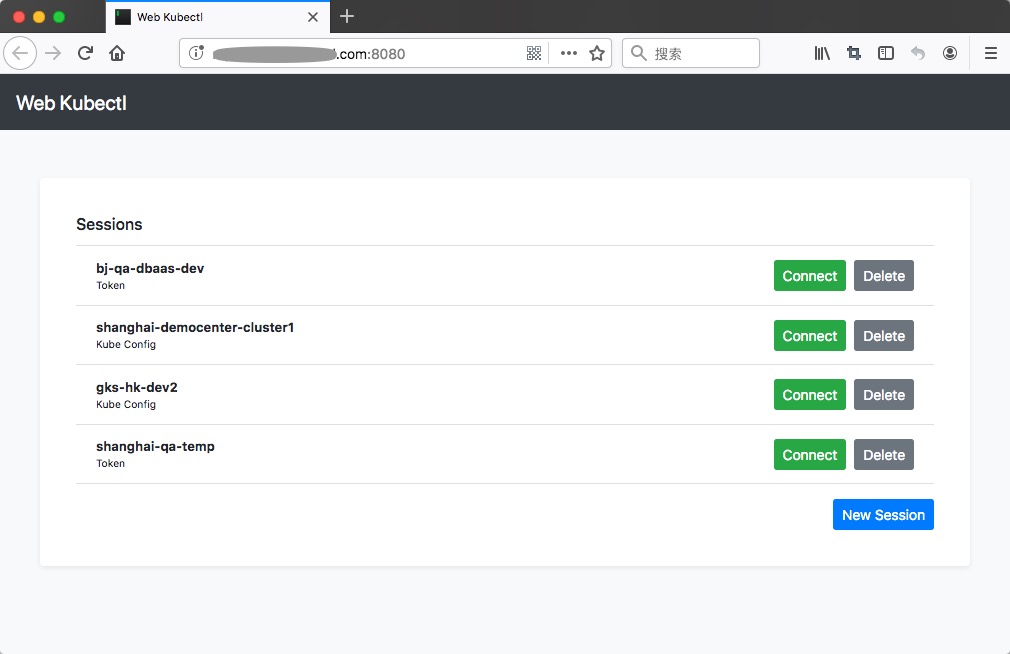 Web Kubectl
.com:8080
搜索
Web Kubectl
Sessions
bj-qa-dbaas-dev
Token
Connect Delete
shanghai-democenter-cluster1
Kube Config
Connect Delete
gks-hk-dev2
Kube Config
Connect Delete
shanghai-qa-temp
Token
Connect Delete
New Session